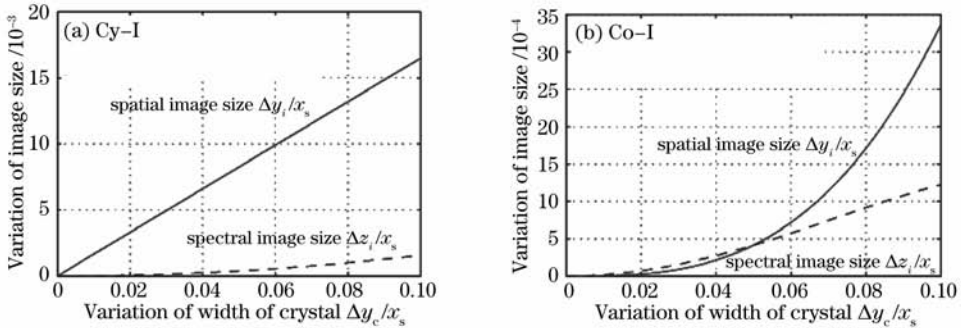 (a) Cy–I
Variation of image size /10⁻³
20
15
10
5
0
spatial image size Δyᵢ/xₛ
spectral image size Δzᵢ/xₛ
0 0.02 0.04 0.06 0.08 0.10
Variation of width of crystal Δy_c/xₛ
(b) Co–I
Variation of image size /10⁻⁴
35
30
25
20
15
10
5
0
spatial image size Δyᵢ/xₛ
spectral image size Δzᵢ/xₛ
0 0.02 0.04 0.06 0.08 0.10
Variation of width of crystal Δy_c/xₛ